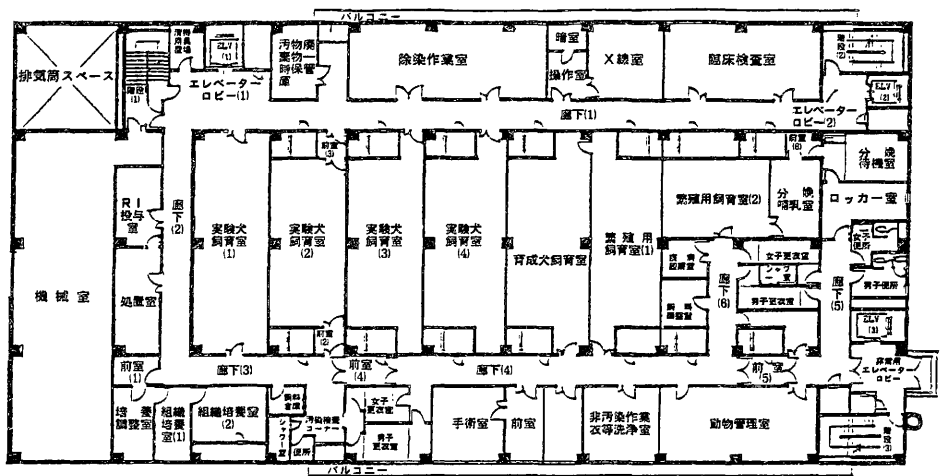 バルコニー
排気筒スペース
階段
(1)
ELV
(1)
エレベーター
ロビー(1)
汚物廃
棄物一
時保管
庫
除染作業室
暗室
操作室
X線室
臨床検査室
階段
(2)
ELV
(2)
エレベーター
ロビー(2)
廊下(1)
機械室
RI
投与
室
処置室
廊下
(2)
実験犬
飼育室
(1)
前室
(3)
実験犬
飼育室
(2)
前室
(2)
実験犬
飼育室
(3)
実験犬
飼育室
(4)
育成犬飼育室
繁殖用
飼育室(1)
繁殖用飼育室(2)
前室
(6)
分娩
哺乳室
分娩
待機室
ロッカー室
女子
便所
男子便所
女子更衣室
シャワー
室
男子更衣室
廊下
(6)
廊下
(5)
ELV
(3)
非常用
エレベーター
ロビー
前室
(1)
廊下(3)
前室
(4)
廊下(4)
前室
(5)
培養
調整室
組織
培養
室(1)
組織培養室
(2)
飼料
倉庫
シャワー室
汚染検査
コーナー
便所
女子
更衣室
男子
更衣室
手術室
前室
非汚染作業
衣等洗浄室
動物管理室
階段
(3)
バルコニー